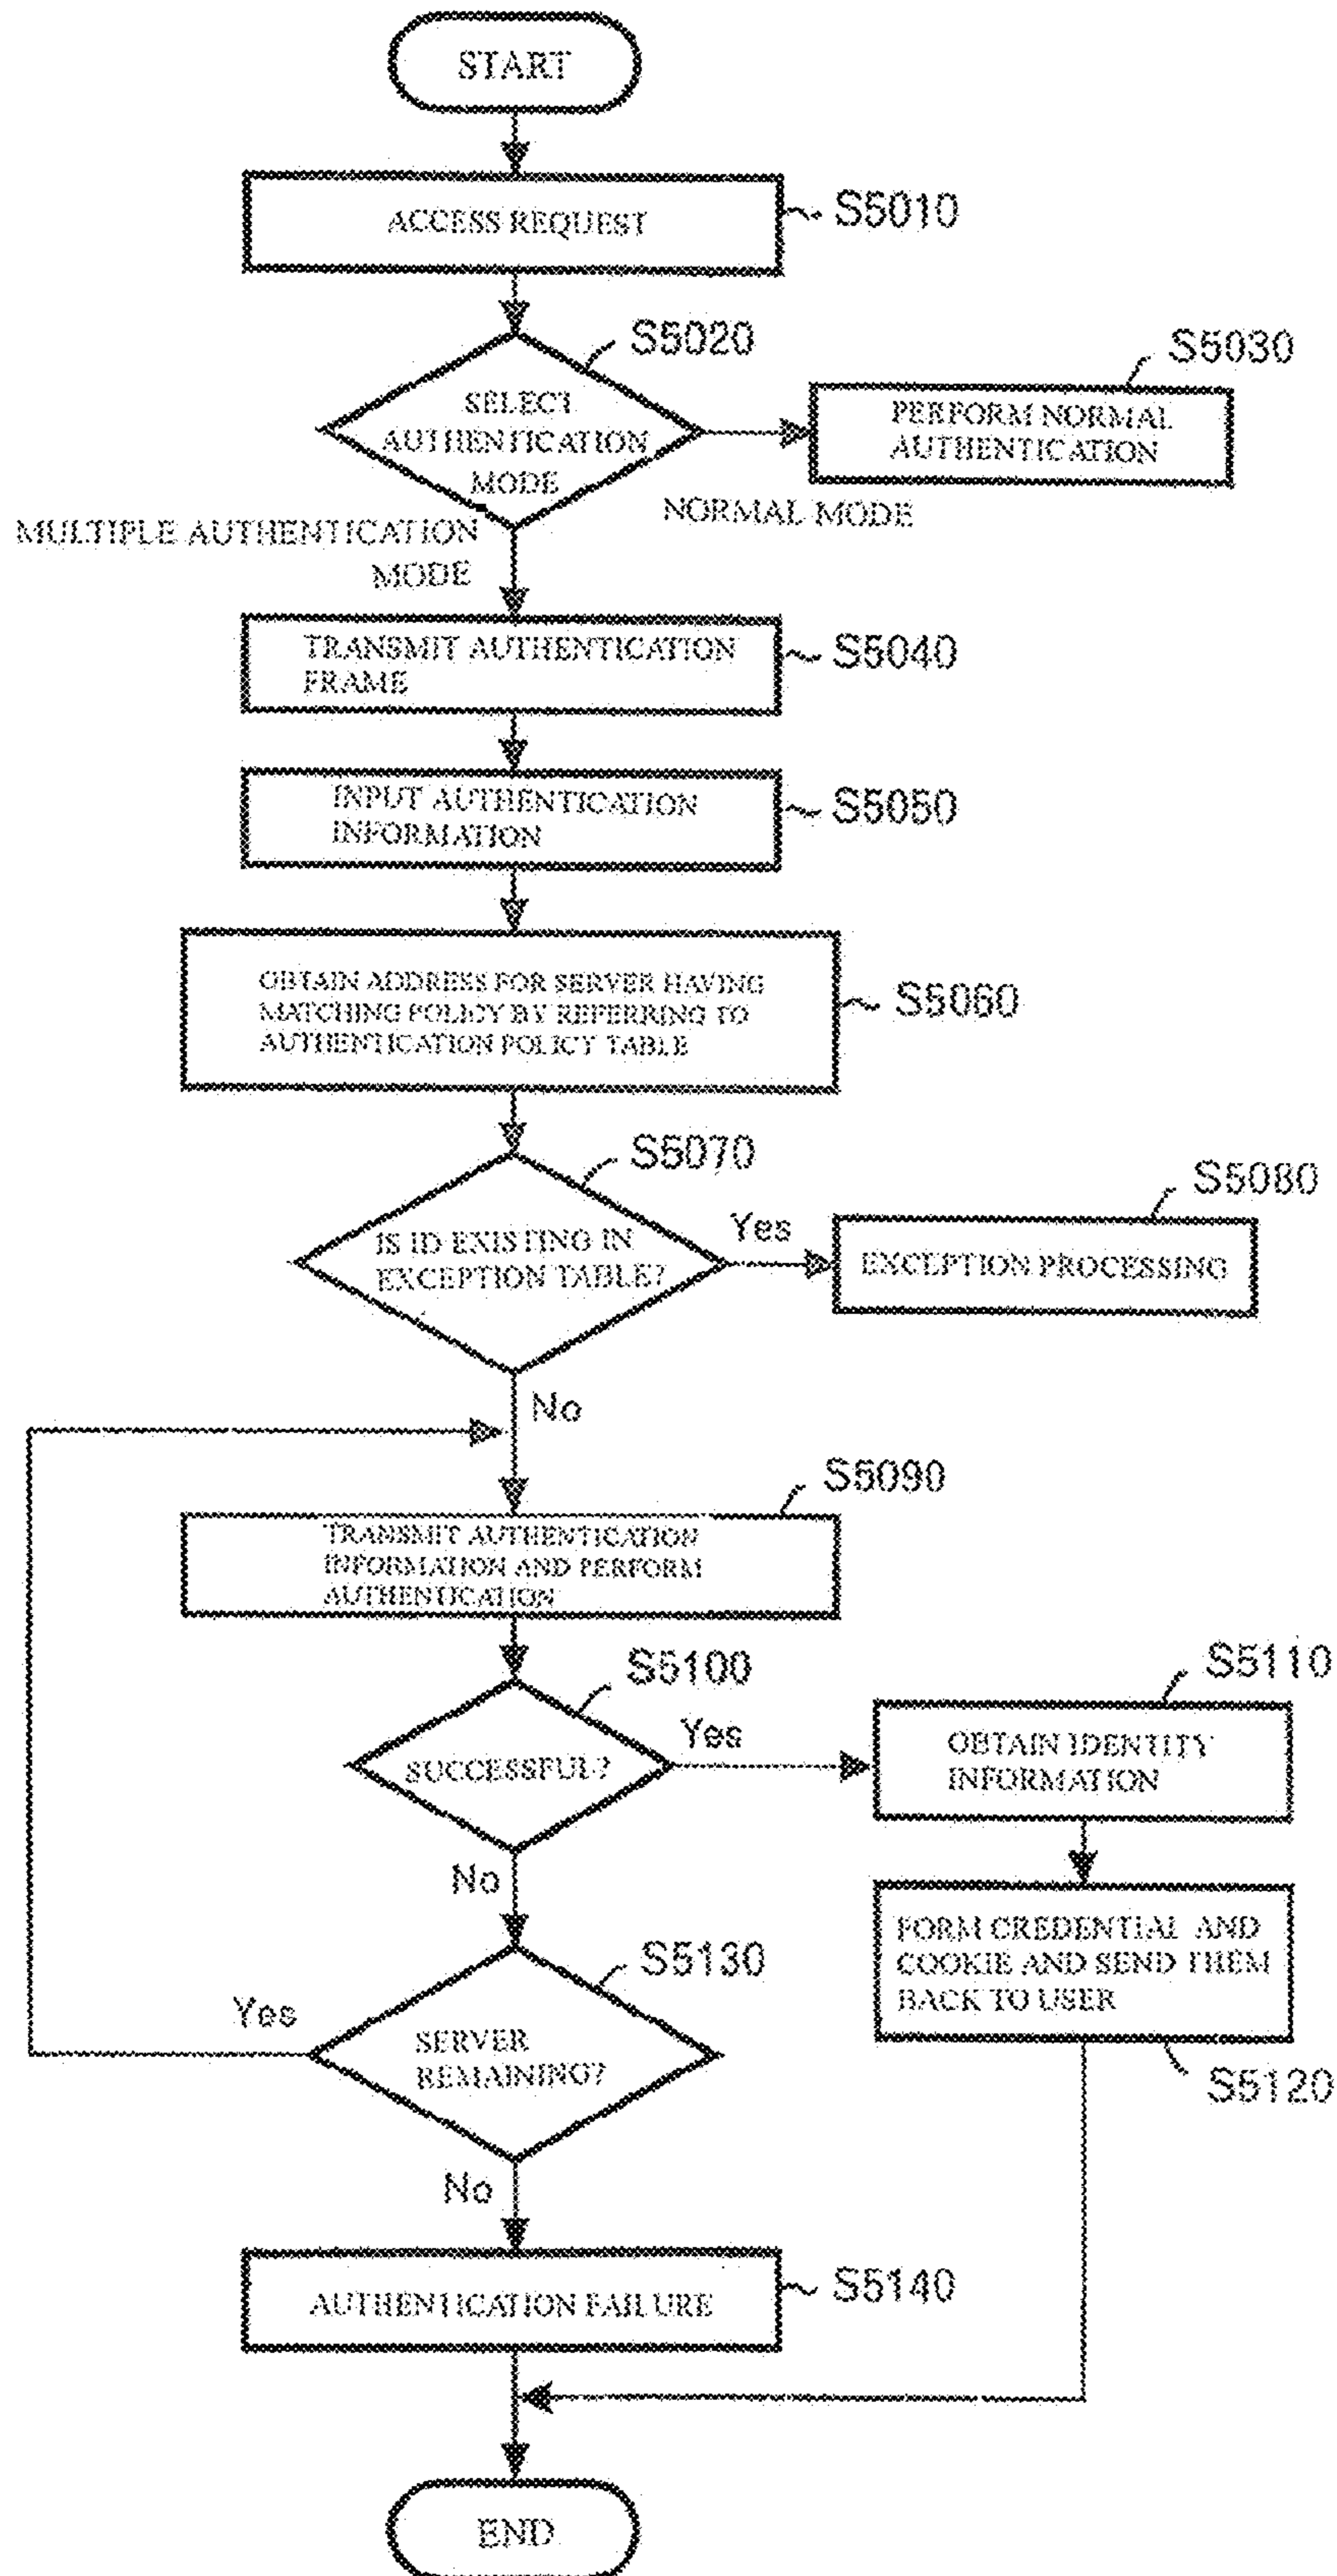 START
ACCESS REQUEST
S5010
S5020
SELECT
AUTHENTICATION
MODE
S5030
PERFORM NORMAL
AUTHENTICATION
NORMAL MODE
MULTIPLE AUTHENTICATION
MODE
TRANSMIT AUTHENTICATION
FRAME
S5040
INPUT AUTHENTICATION
INFORMATION
S5050
OBTAIN ADDRESS FOR SERVER HAVING
MATCHING POLICY BY REFERRING TO
AUTHENTICATION POLICY TABLE
S5060
S5070
IS ID EXISTING IN
EXCEPTION TABLE?
Yes
S5080
EXCEPTION PROCESSING
No
S5090
TRANSMIT AUTHENTICATION
INFORMATION AND PERFORM
AUTHENTICATION
S5100
SUCCESSFUL?
Yes
S5110
OBTAIN IDENTITY
INFORMATION
No
FORM CREDENTIAL AND
COOKIE AND SEND THEM
BACK TO USER
S5120
S5130
SERVER
REMAINING?
Yes
No
AUTHENTICATION FAILURE
S5140
END